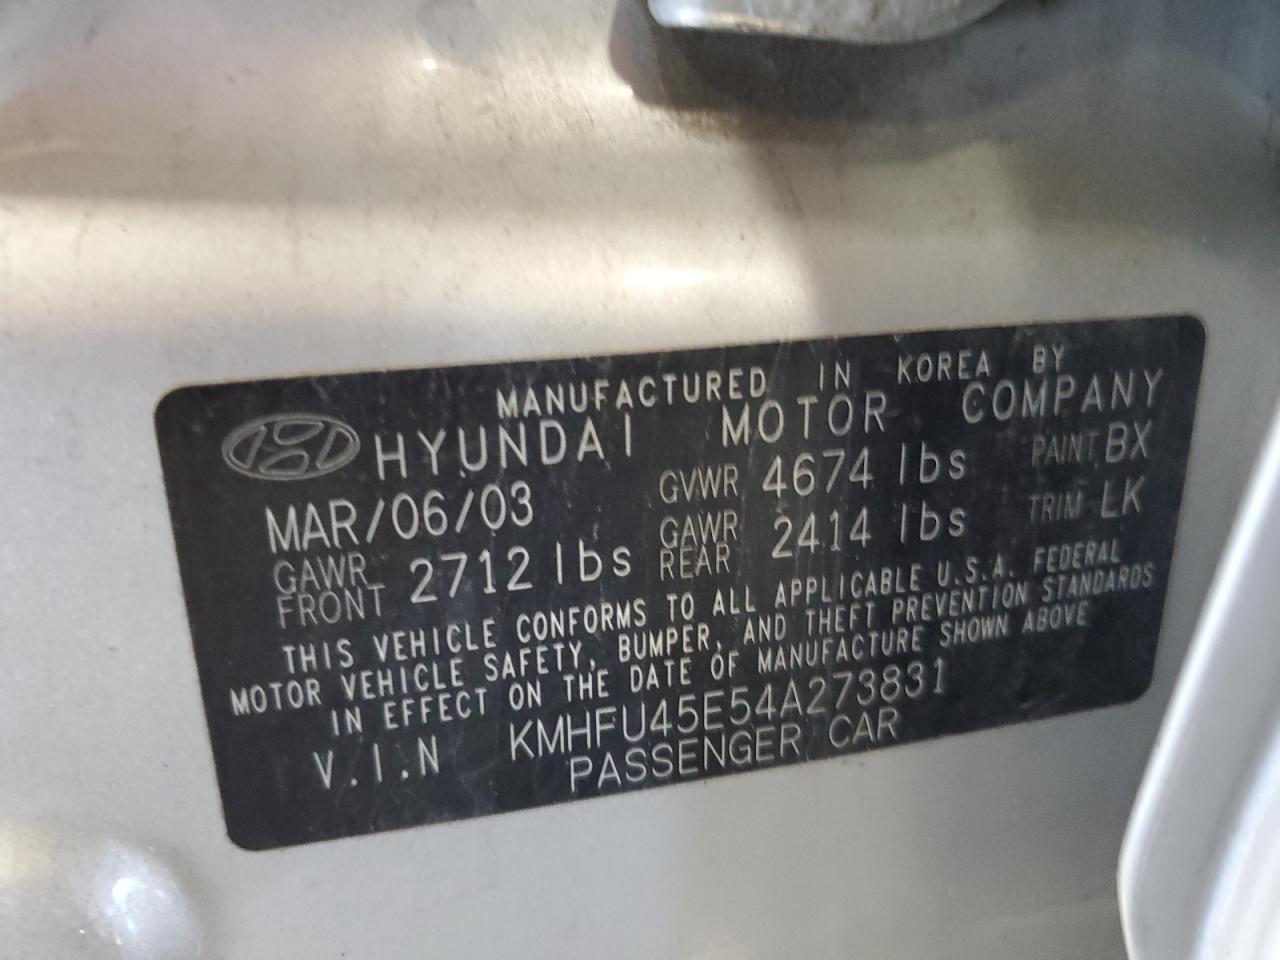 MANUFACTURED IN KOREA BY
HYUNDAI MOTOR COMPANY
MAR/06/03 GVWR 4674 lbs PAINT BX
GAWR FRONT 2712 lbs GAWR REAR 2414 lbs TRIM LK
THIS VEHICLE CONFORMS TO ALL APPLICABLE U.S.A. FEDERAL
MOTOR VEHICLE SAFETY, BUMPER, AND THEFT PREVENTION STANDARDS
IN EFFECT ON THE DATE OF MANUFACTURE SHOWN ABOVE
V.I.N KMHFU45E54A273831
PASSENGER CAR